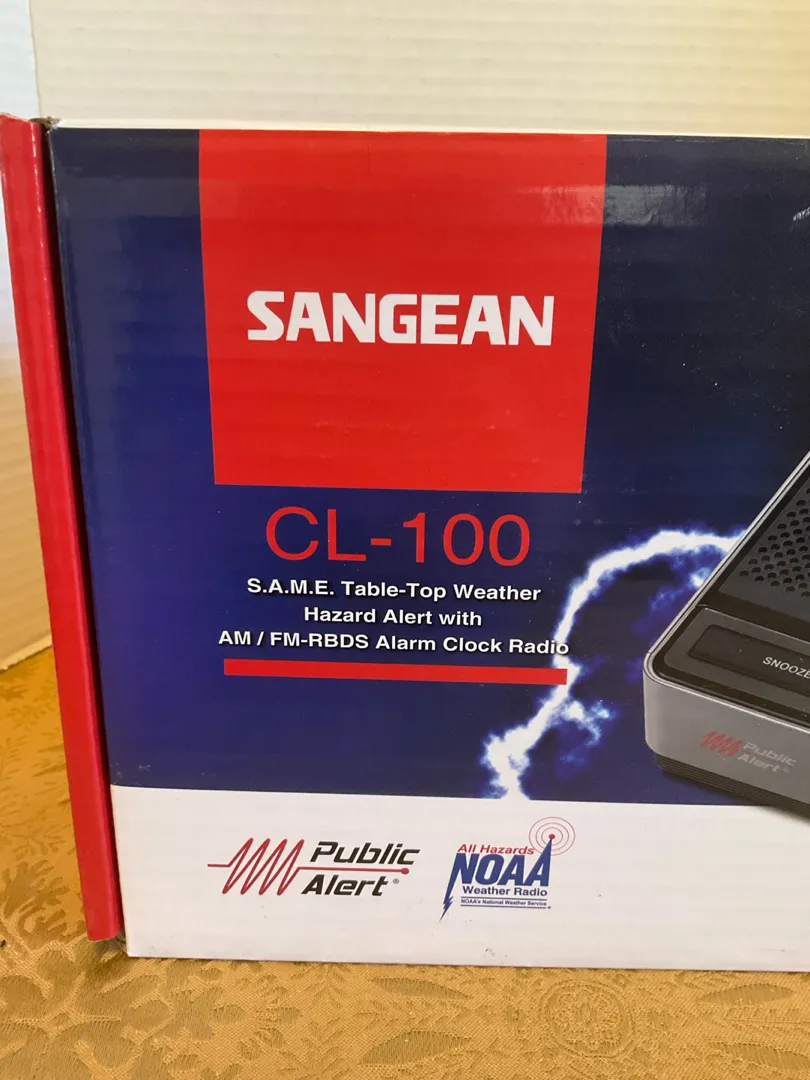 SANGEAN
CL-100
S.A.M.E. Table-Top Weather
Hazard Alert with
AM / FM-RBDS Alarm Clock Radio
SNOOZE
Public
Alert®
Public
Alert®
All Hazards
NOAA
Weather Radio
NOAA's National Weather Service